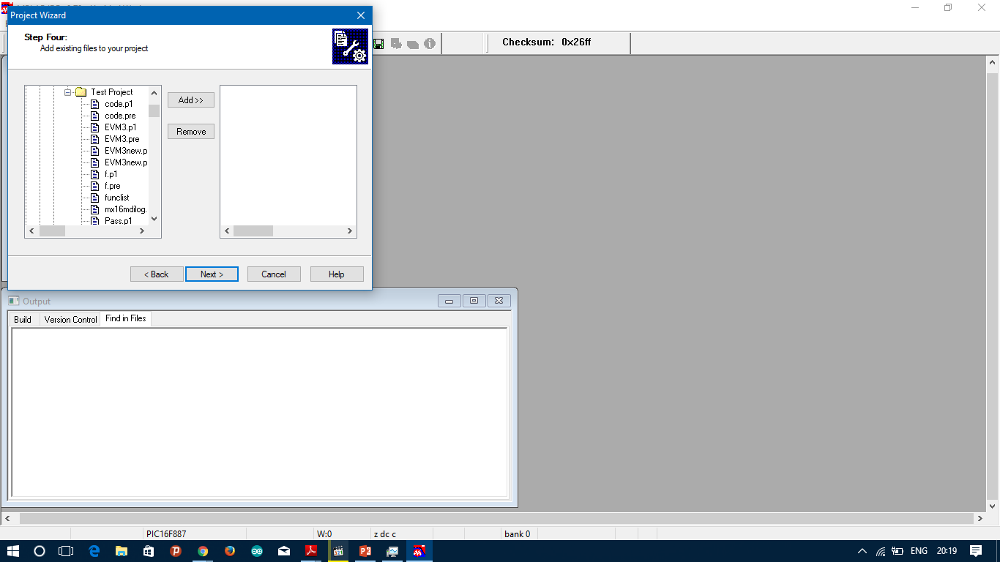 Project Wizard
Step Four:
Add existing files to your project
Checksum: 0x26ff
Test Project
code.p1
code.pre
EVM3.p1
EVM3.pre
EVM3new.p
EVM3new.p
f.p1
f.pre
funclist
mx16mdilog.
Pass.p1
Add >>
Remove
< Back
Next >
Cancel
Help
Output
Build
Version Control
Find in Files
PIC16F887
W:0
z dc c
bank 0
ENG
20:19